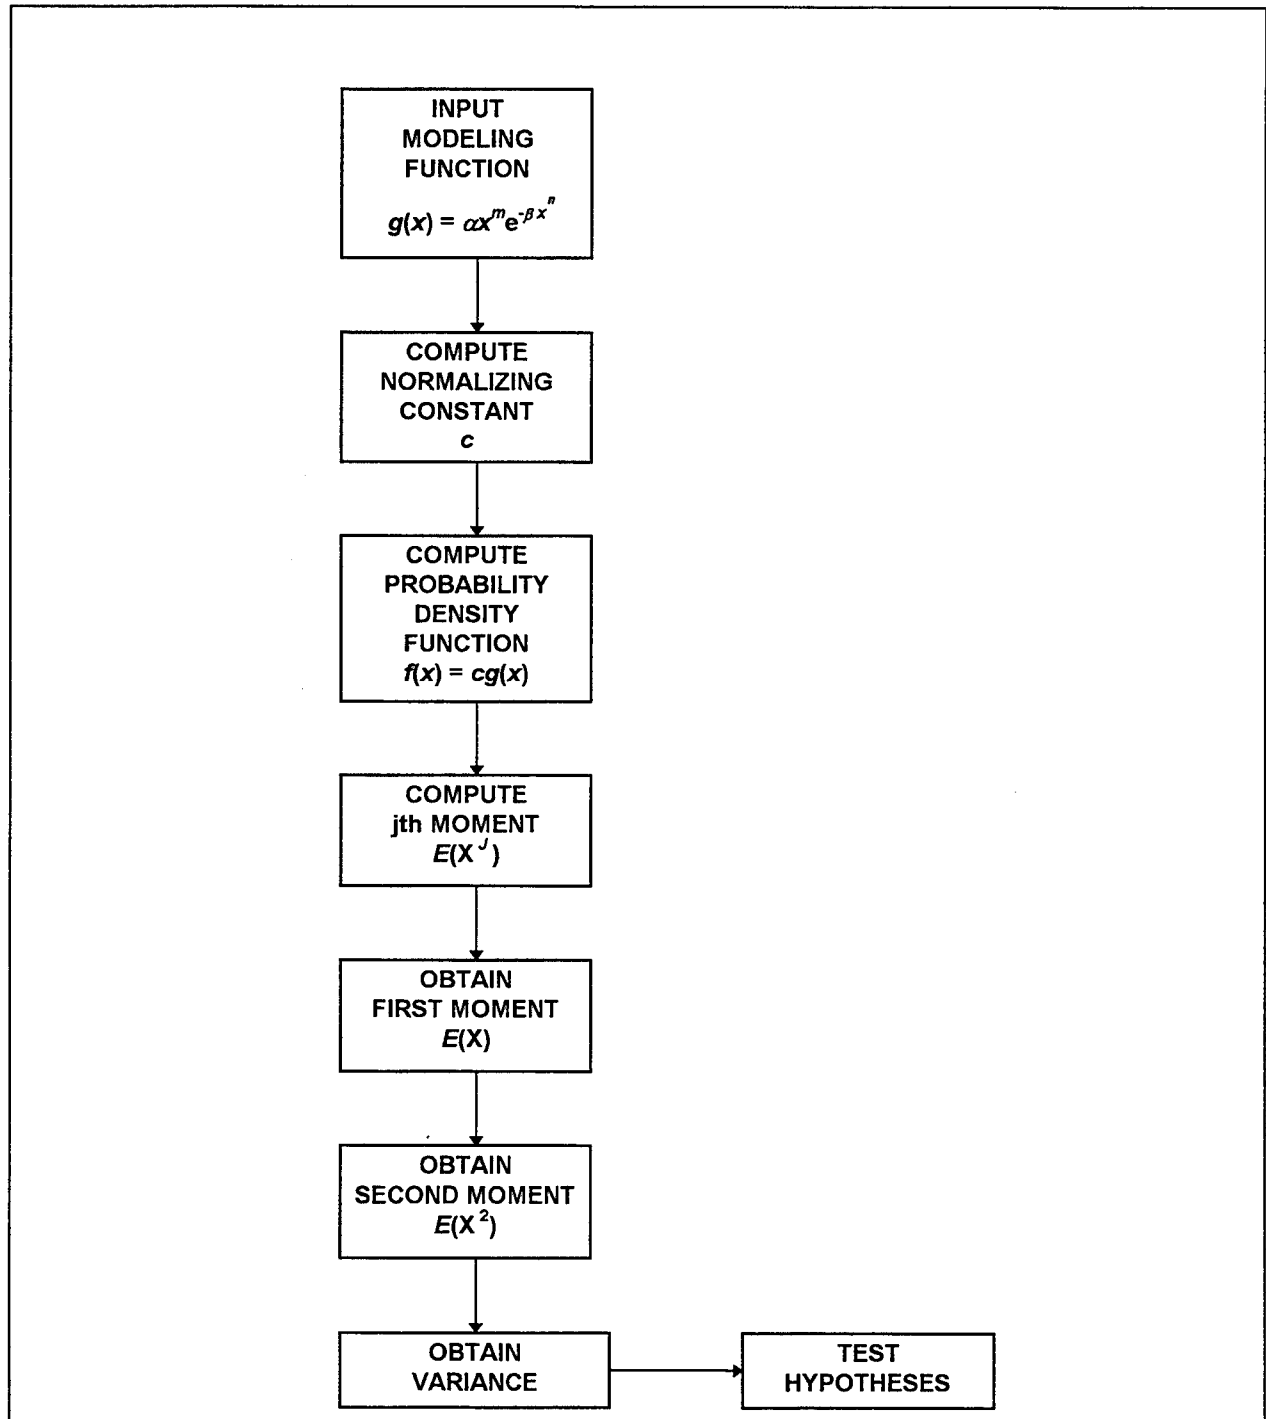 INPUT
MODELING
FUNCTION
g(x) = αx^m e^{-βx^n}
COMPUTE
NORMALIZING
CONSTANT
c
COMPUTE
PROBABILITY
DENSITY
FUNCTION
f(x) = cg(x)
COMPUTE
jth MOMENT
E(X^J)
OBTAIN
FIRST MOMENT
E(X)
OBTAIN
SECOND MOMENT
E(X²)
OBTAIN
VARIANCE
TEST
HYPOTHESES